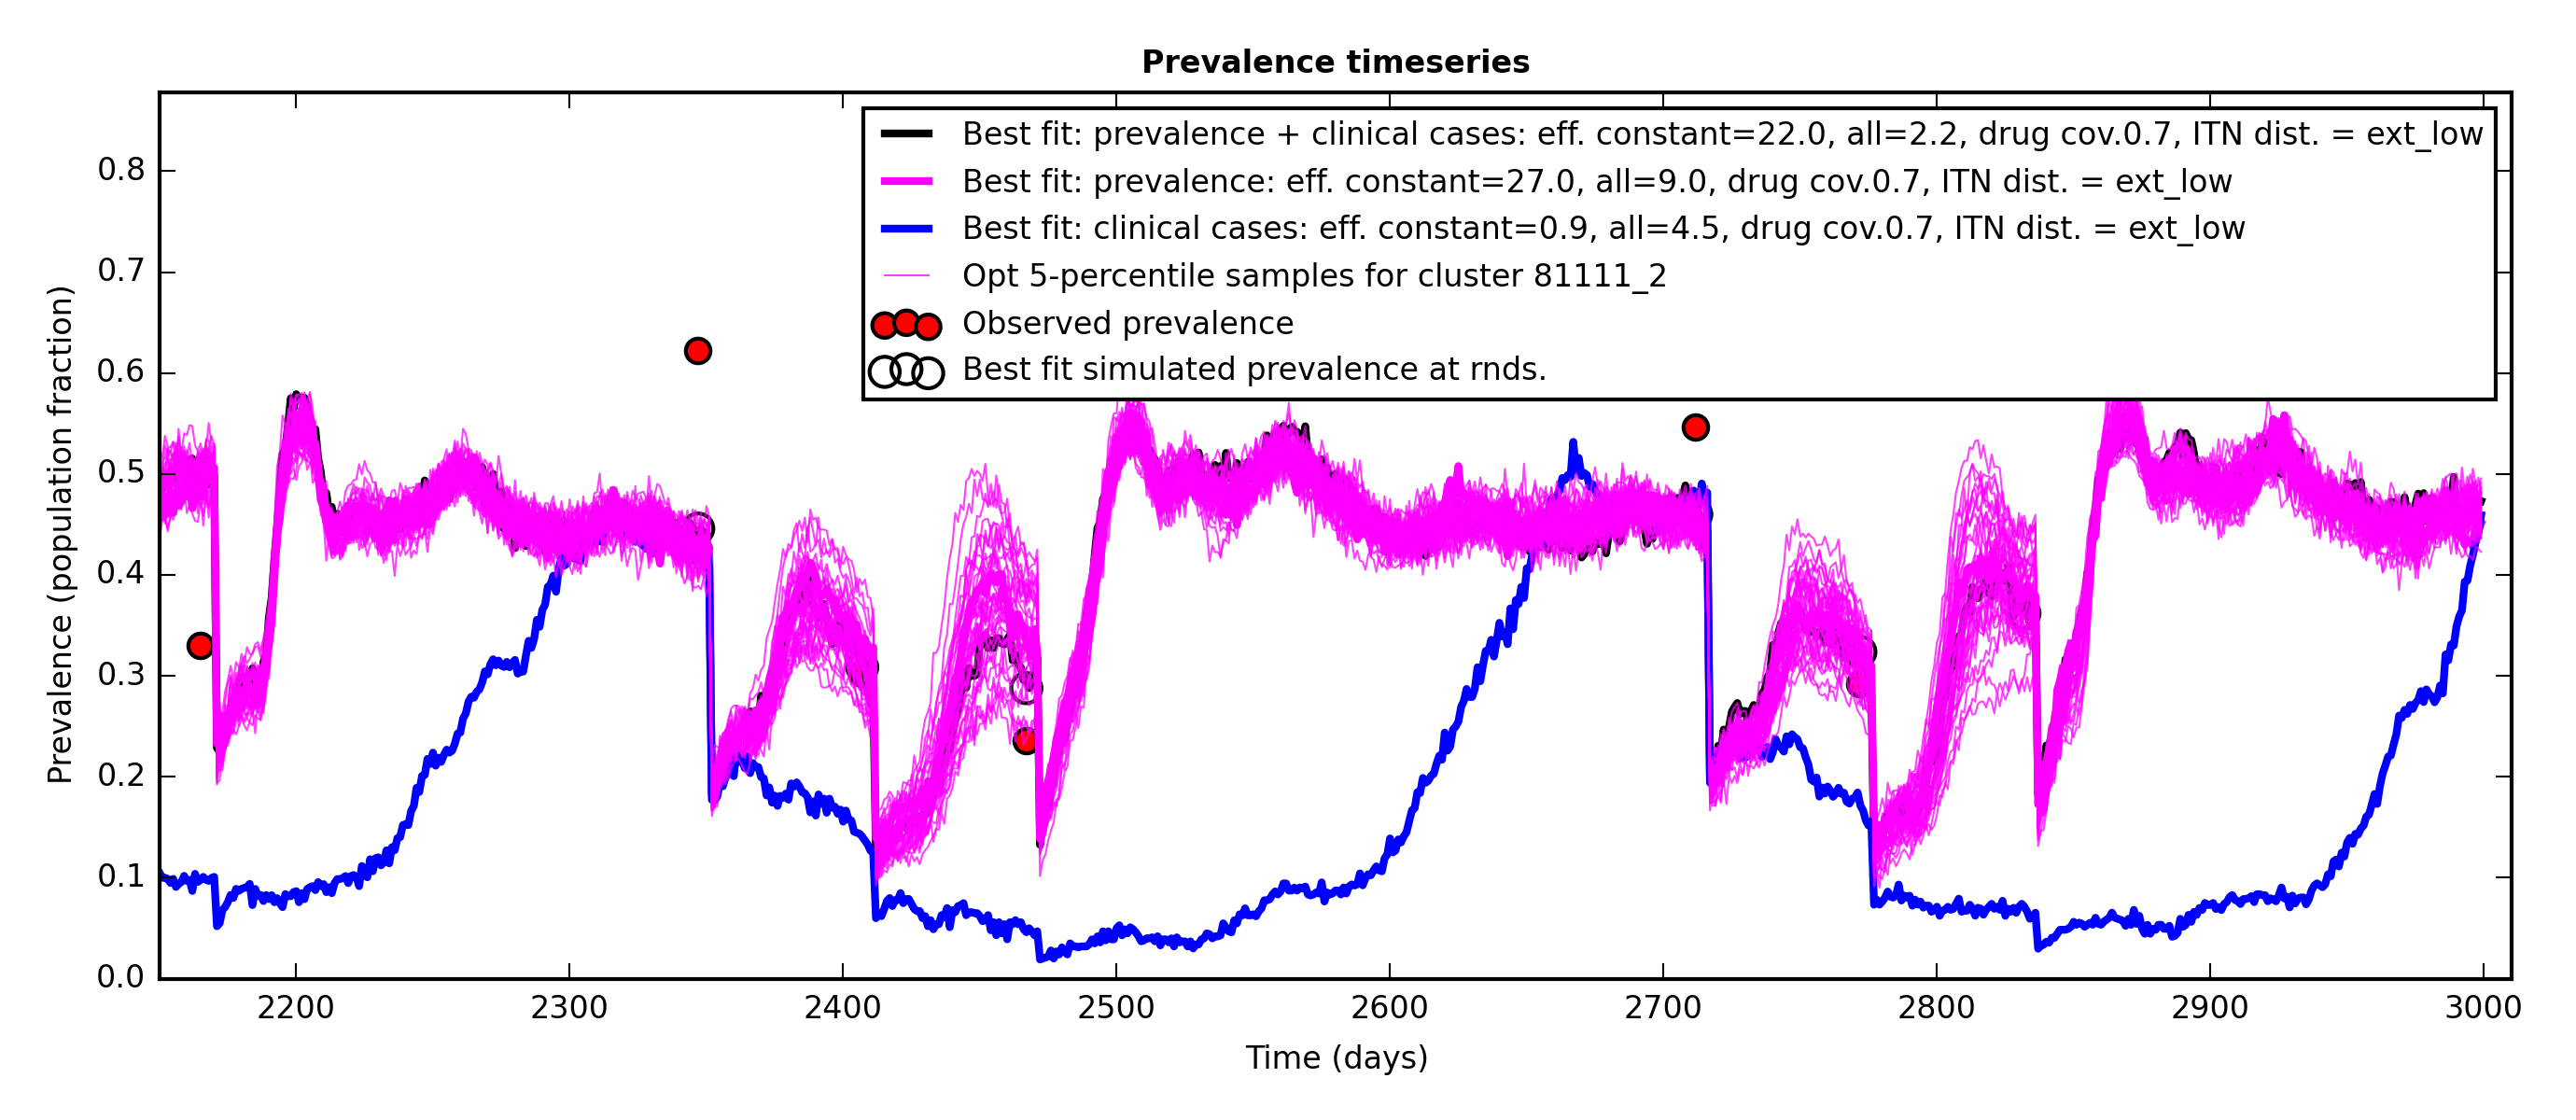 Prevalence timeseries
Best fit: prevalence + clinical cases: eff. constant=22.0, all=2.2, drug cov.0.7, ITN dist. = ext_low
Best fit: prevalence: eff. constant=27.0, all=9.0, drug cov.0.7, ITN dist. = ext_low
Best fit: clinical cases: eff. constant=0.9, all=4.5, drug cov.0.7, ITN dist. = ext_low
Opt 5-percentile samples for cluster 81111_2
Observed prevalence
Best fit simulated prevalence at rnds.
Prevalence (population fraction)
0.8
0.7
0.6
0.5
0.4
0.3
0.2
0.1
0.0
2200 2300 2400 2500 2600 2700 2800 2900 3000
Time (days)